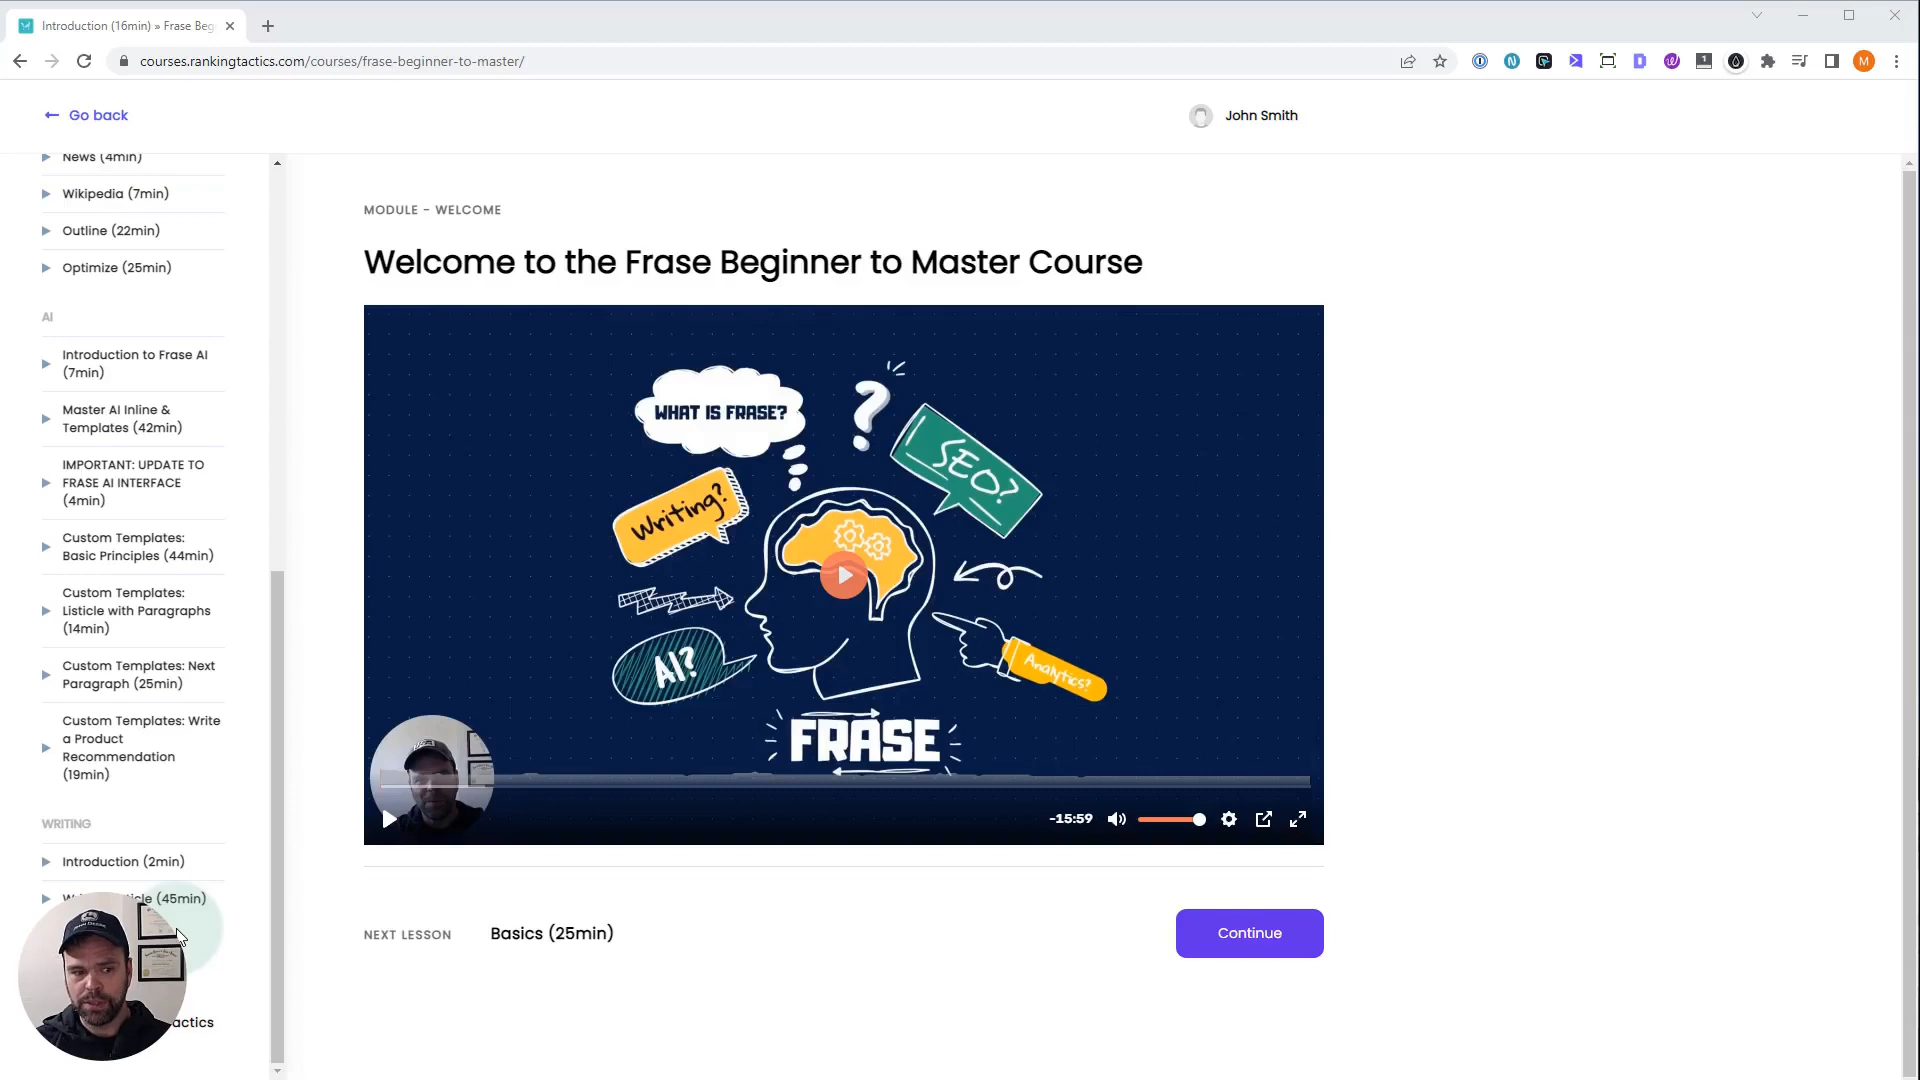 Introduction (16min) » Frase Beg
courses.rankingtactics.com/courses/frase-beginner-to-master/
M
Go back
John Smith
News (4min)
Wikipedia (7min)
Outline (22min)
Optimize (25min)
AI
Introduction to Frase AI
(7min)
Master AI Inline &
Templates (42min)
IMPORTANT: UPDATE TO
FRASE AI INTERFACE
(4min)
Custom Templates:
Basic Principles (44min)
Custom Templates:
Listicle with Paragraphs
(14min)
Custom Templates: Next
Paragraph (25min)
Custom Templates: Write
a Product
Recommendation
(19min)
WRITING
Introduction (2min)
(45min)
MODULE - WELCOME
Welcome to the Frase Beginner to Master Course
WHAT IS FRASE?
?
SEO?
Writing?
AI?
Analytics?
FRASE
-15:59
NEXT LESSON
Basics (25min)
Continue